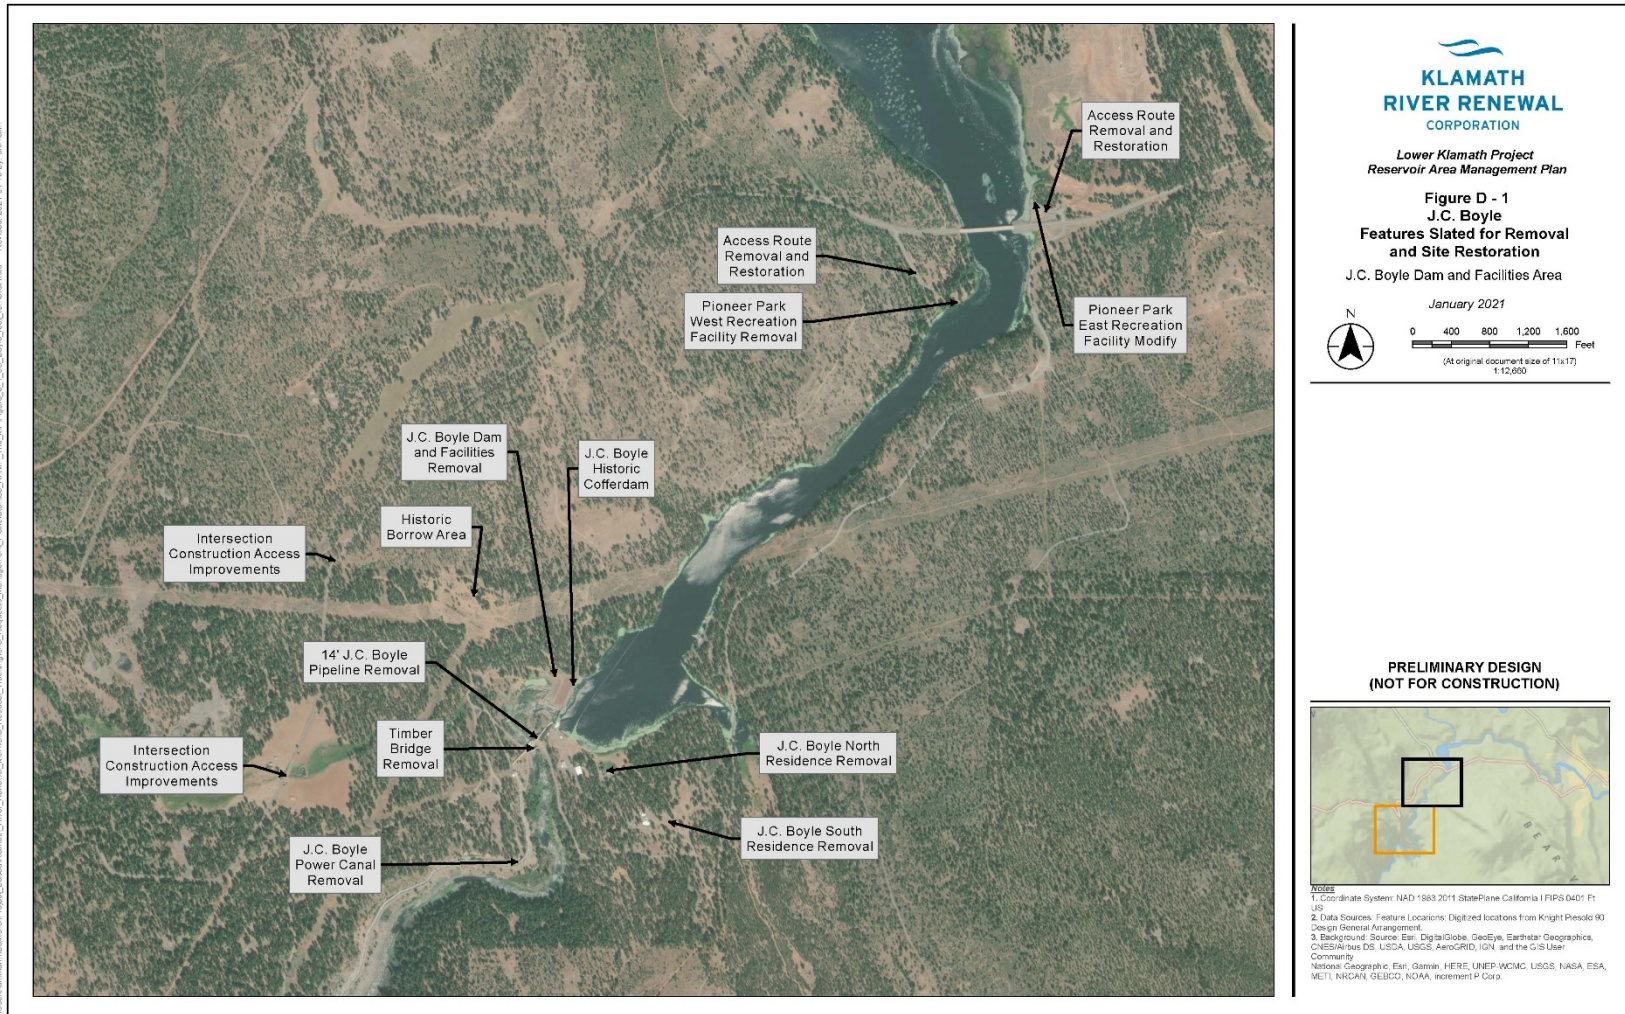 Access Route
Removal and
Restoration
Access Route
Removal and
Restoration
Pioneer Park
West Recreation
Facility Removal
Pioneer Park
East Recreation
Facility Modify
J.C. Boyle Dam
and Facilities
Removal
J.C. Boyle
Historic
Cofferdam
Historic
Borrow Area
Intersection
Construction Access
Improvements
14' J.C. Boyle
Pipeline Removal
Timber
Bridge
Removal
Intersection
Construction Access
Improvements
J.C. Boyle North
Residence Removal
J.C. Boyle South
Residence Removal
J.C. Boyle
Power Canal
Removal
KLAMATH
RIVER RENEWAL
CORPORATION
Lower Klamath Project
Reservoir Area Management Plan
Figure D - 1
J.C. Boyle
Features Slated for Removal
and Site Restoration
J.C. Boyle Dam and Facilities Area
January 2021
N
0 400 800 1,200 1,600
Feet
(At original document size of 11x17)
1:12,660
PRELIMINARY DESIGN
(NOT FOR CONSTRUCTION)
BEAR V
Notes
1. Coordinate System: NAD 1983 2011 StatePlane California I FIPS 0401 Ft
US
2. Data Sources: Feature Locations: Digitized locations from Knight Piesold 90
Design General Arrangement.
3. Background: Source: Esri, DigitalGlobe, GeoEye, Earthstar Geographics,
CNES/Airbus DS, USDA, USGS, AeroGRID, IGN, and the GIS User
Community
National Geographic, Esri, Garmin, HERE, UNEP-WCMC, USGS, NASA, ESA,
METI, NRCAN, GEBCO, NOAA, increment P Corp.